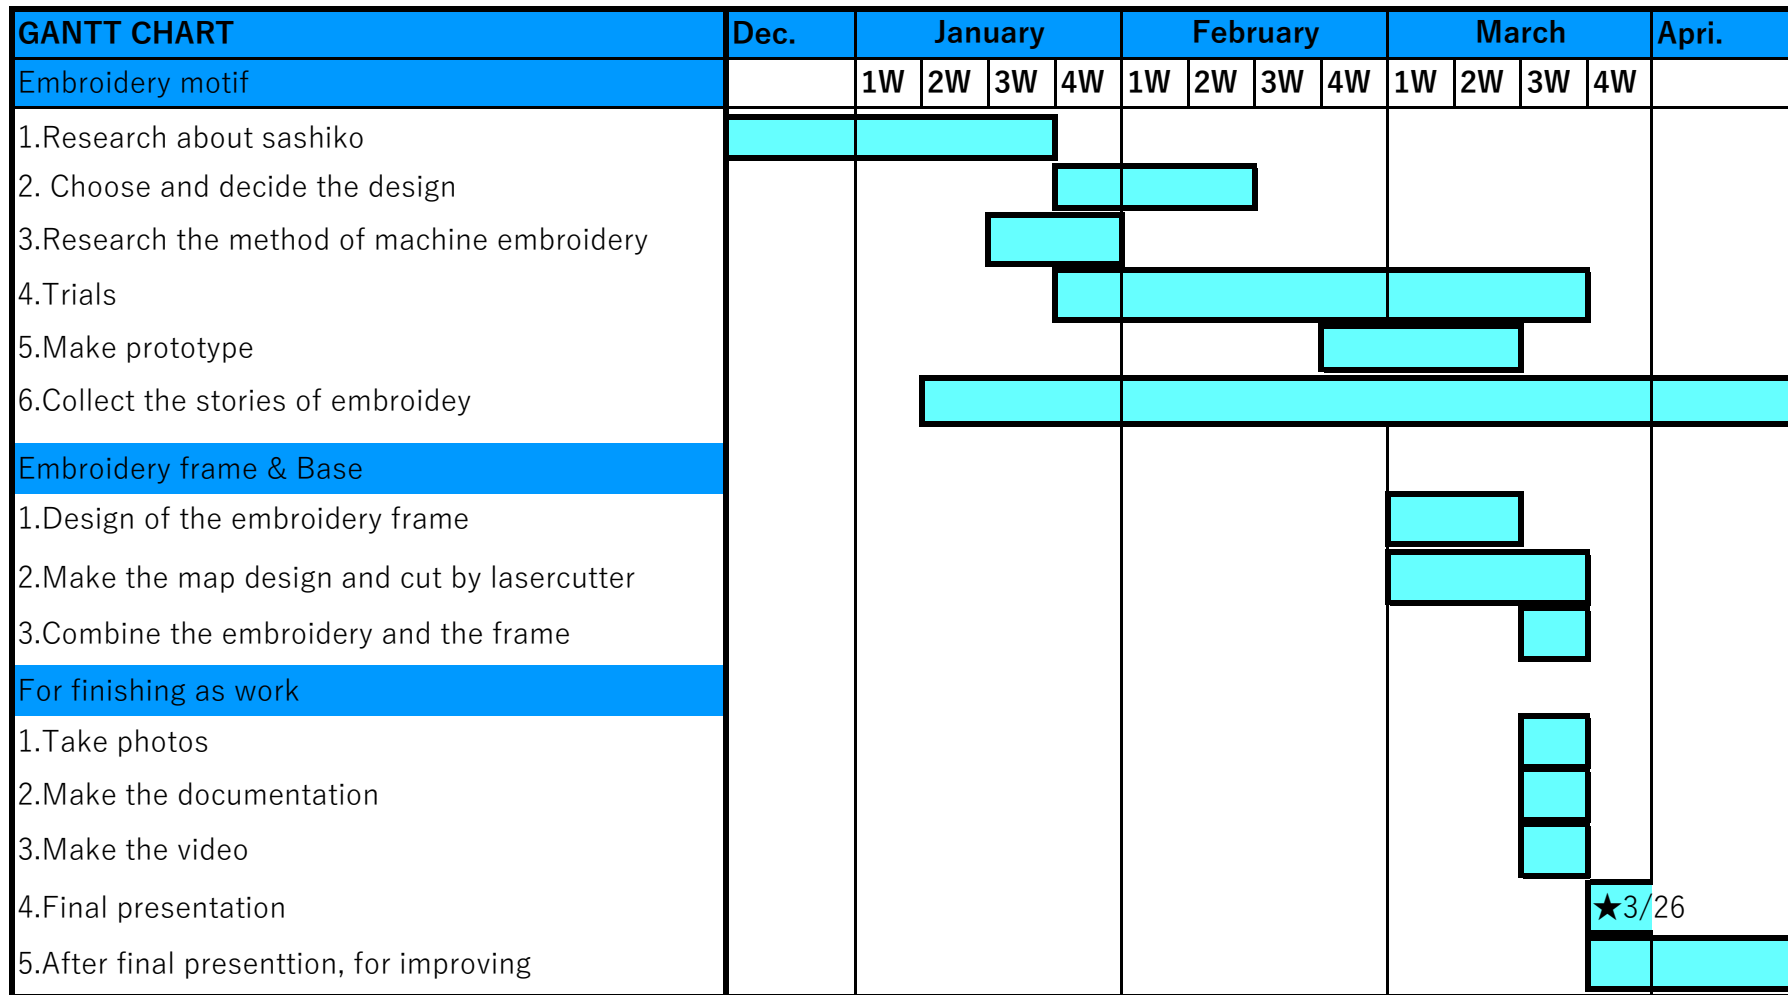 GANTT CHART Dec. January February March Apri.
Embroidery motif 1W 2W 3W 4W 1W 2W 3W 4W 1W 2W 3W 4W
1.Research about sashiko
2. Choose and decide the design
3.Research the method of machine embroidery
4.Trials
5.Make prototype
6.Collect the stories of embroidey
Embroidery frame & Base
1.Design of the embroidery frame
2.Make the map design and cut by lasercutter
3.Combine the embroidery and the frame
For finishing as work
1.Take photos
2.Make the documentation
3.Make the video
4.Final presentation ★3/26
5.After final presenttion, for improving